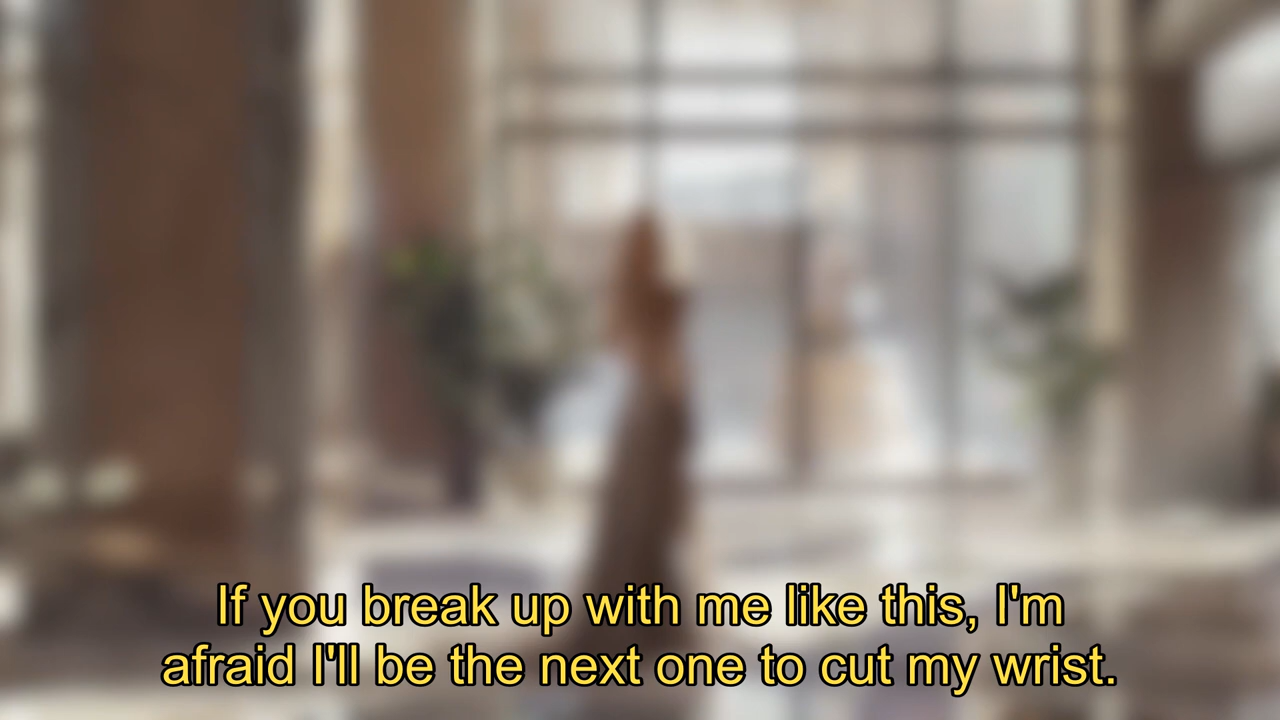 If you break up with me like this, I'm
afraid I'll be the next one to cut my wrist.